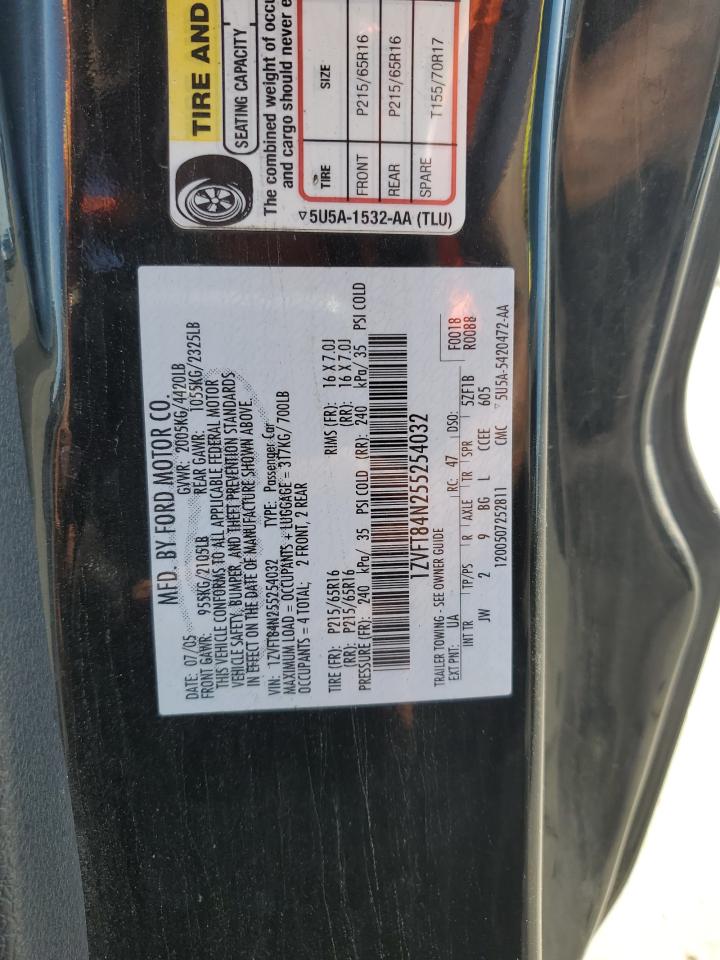 MFD. BY FORD MOTOR CO.
DATE: 07/05 GVWR: 2005KG/4420LB
FRONT GAWR: 955KG/2105LB REAR GAWR: 1055KG/2325LB
THIS VEHICLE CONFORMS TO ALL APPLICABLE FEDERAL MOTOR
VEHICLE SAFETY, BUMPER, AND THEFT PREVENTION STANDARDS
IN EFFECT ON THE DATE OF MANUFACTURE SHOWN ABOVE.
VIN: 1ZVFT84N255254032 TYPE: Passenger Car
MAXIMUM LOAD = OCCUPANTS + LUGGAGE = 317KG/ 700LB
OCCUPANTS = 4 TOTAL; 2 FRONT, 2 REAR
TIRE (FR): P215/65R16 RIMS (FR): 16 X 7.0J
(RR): P215/65R16 (RR): 16 X 7.0J
PRESSURE (FR): 240 kPa/ 35 PSI COLD (RR): 240 kPa/ 35 PSI COLD
1ZVFT84N255254032
TRAILER TOWING - SEE OWNER GUIDE
EXT PNT: UA RC: 47 DSO: F0018
R0088
INT TR TP/PS R AXLE TR SPR 5ZF1B
JW 2 9 BG L CCEE 605
1200507252811 CMC 5U5A-5420472-AA
TIRE AND
SEATING CAPACITY
The combined weight of occu
and cargo should never e
TIRE SIZE
FRONT P215/65R16
REAR P215/65R16
SPARE T155/70R17
5U5A-1532-AA (TLU)